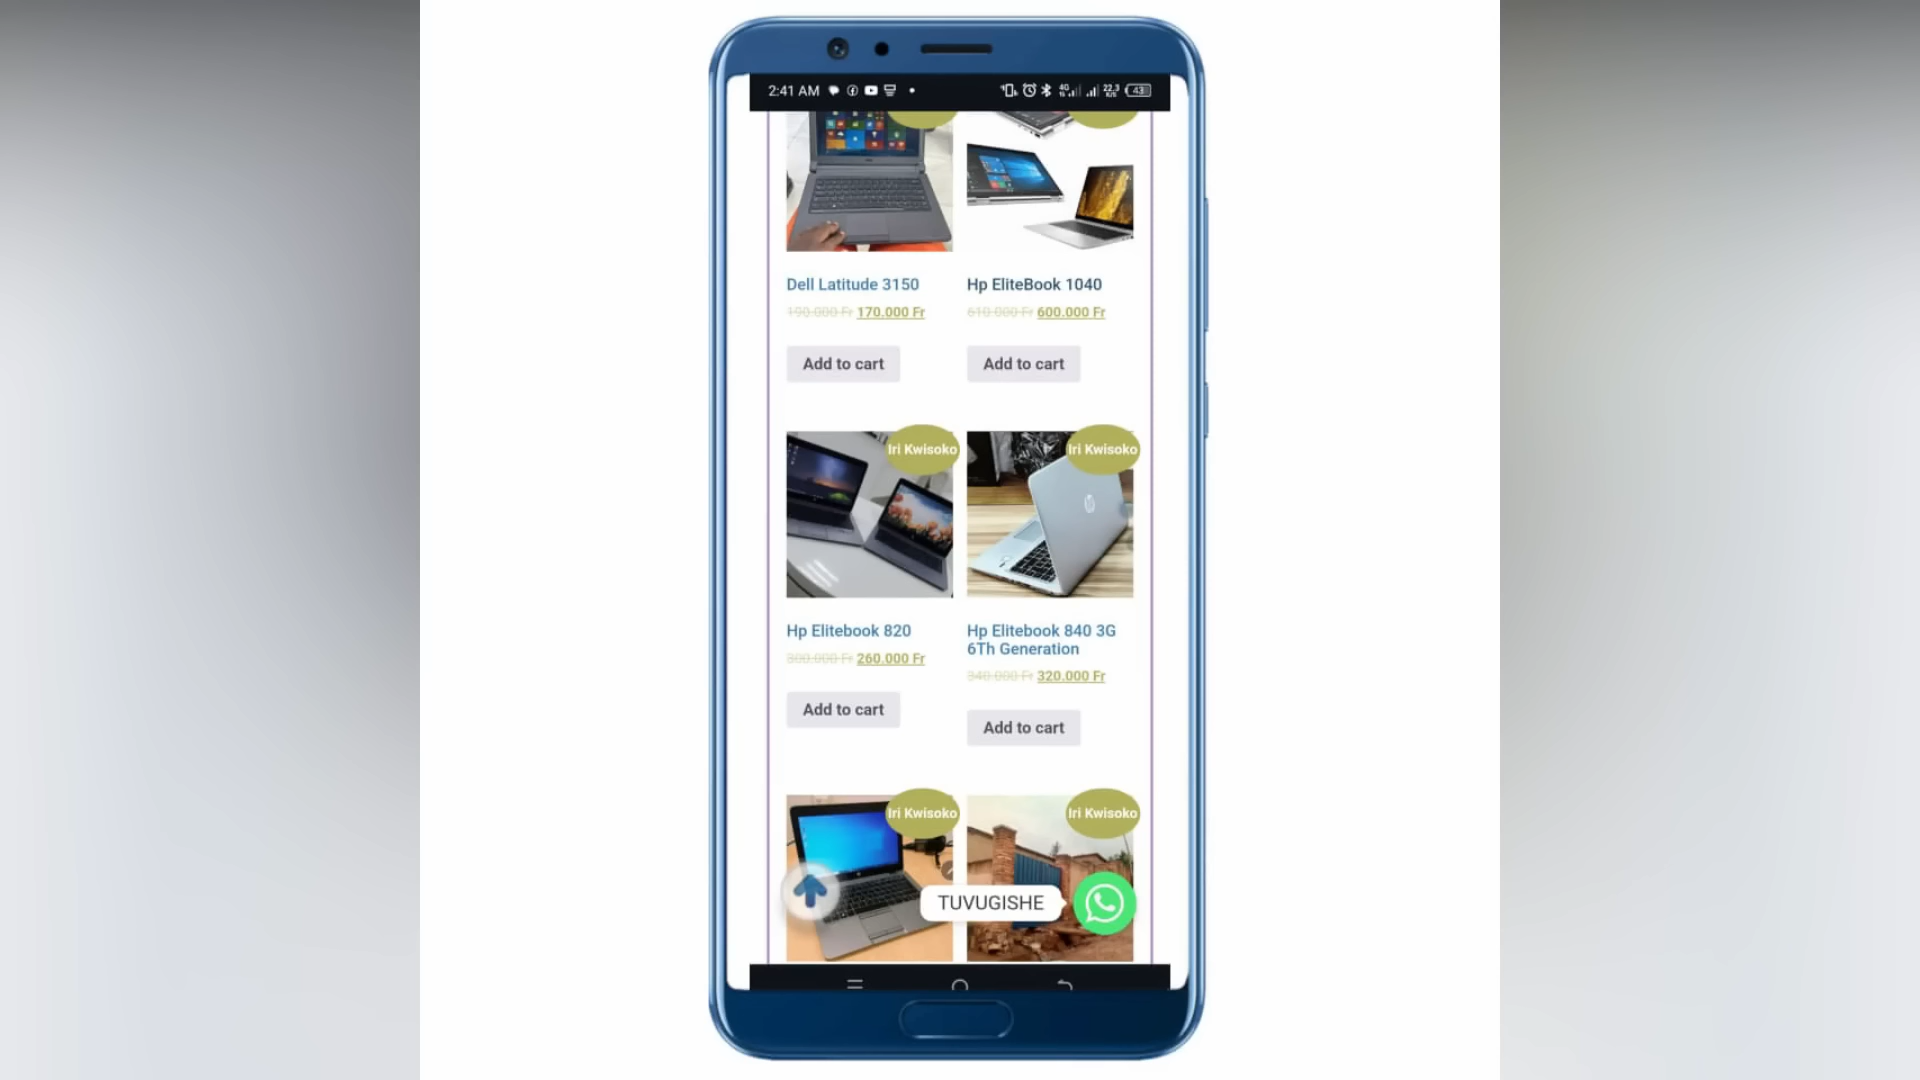 2:41 AM
43
Dell Latitude 3150
190.000 Fr 170.000 Fr
Add to cart
Hp EliteBook 1040
610.000 Fr 600.000 Fr
Add to cart
Iri Kwisoko
Hp Elitebook 820
300.000 Fr 260.000 Fr
Add to cart
Iri Kwisoko
Hp Elitebook 840 3G
6Th Generation
340.000 Fr 320.000 Fr
Add to cart
Iri Kwisoko
Iri Kwisoko
TUVUGISHE